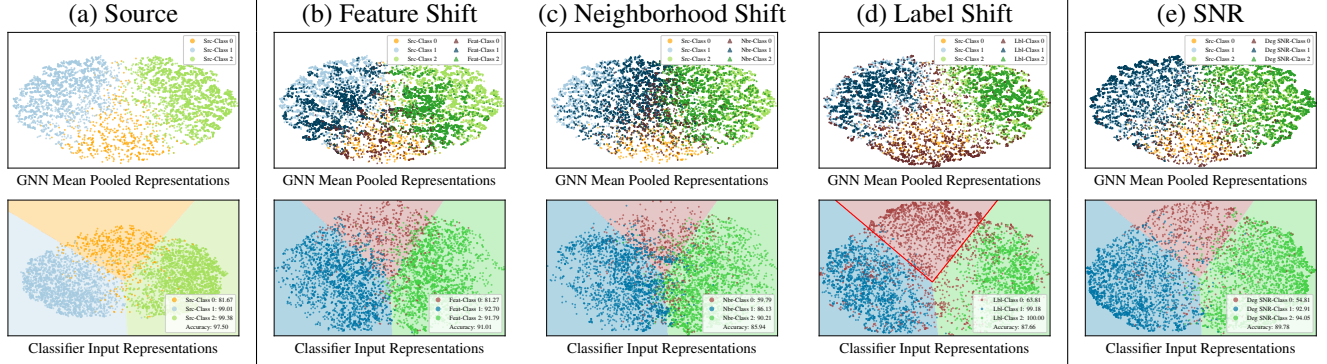 (a) Source
Src-Class 0
Src-Class 1
Src-Class 2
GNN Mean Pooled Representations
Src-Class 0: 81.67
Src-Class 1: 99.01
Src-Class 2: 99.38
Accuracy: 97.50
Classifier Input Representations
(b) Feature Shift
Src-Class 0 Feat-Class 0
Src-Class 1 Feat-Class 1
Src-Class 2 Feat-Class 2
GNN Mean Pooled Representations
Feat-Class 0: 81.27
Feat-Class 1: 92.70
Feat-Class 2: 91.79
Accuracy: 91.01
Classifier Input Representations
(c) Neighborhood Shift
Src-Class 0 Nbr-Class 0
Src-Class 1 Nbr-Class 1
Src-Class 2 Nbr-Class 2
GNN Mean Pooled Representations
Nbr-Class 0: 59.79
Nbr-Class 1: 86.13
Nbr-Class 2: 90.21
Accuracy: 85.94
Classifier Input Representations
(d) Label Shift
Src-Class 0 Lbl-Class 0
Src-Class 1 Lbl-Class 1
Src-Class 2 Lbl-Class 2
GNN Mean Pooled Representations
Lbl-Class 0: 63.81
Lbl-Class 1: 99.18
Lbl-Class 2: 100.00
Accuracy: 87.66
Classifier Input Representations
(e) SNR
Src-Class 0 Deg SNR-Class 0
Src-Class 1 Deg SNR-Class 1
Src-Class 2 Deg SNR-Class 2
GNN Mean Pooled Representations
Deg SNR-Class 0: 54.81
Deg SNR-Class 1: 92.91
Deg SNR-Class 2: 94.05
Accuracy: 89.78
Classifier Input Representations